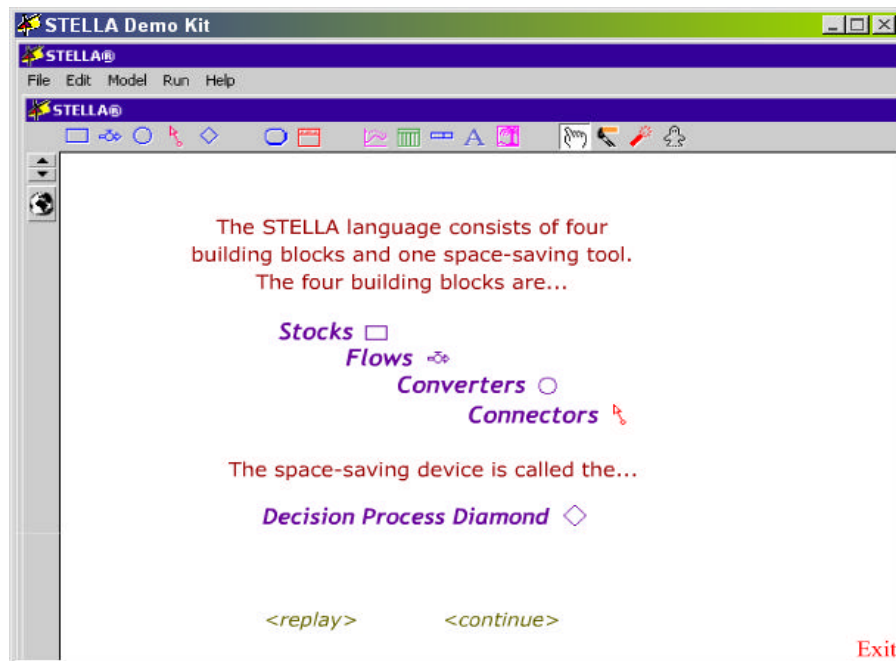 STELLA Demo Kit
STELLA®
File Edit Model Run Help
STELLA®
A
The STELLA language consists of four
building blocks and one space-saving tool.
The four building blocks are...
Stocks
Flows
Converters
Connectors
The space-saving device is called the...
Decision Process Diamond
<replay> <continue>
Exit